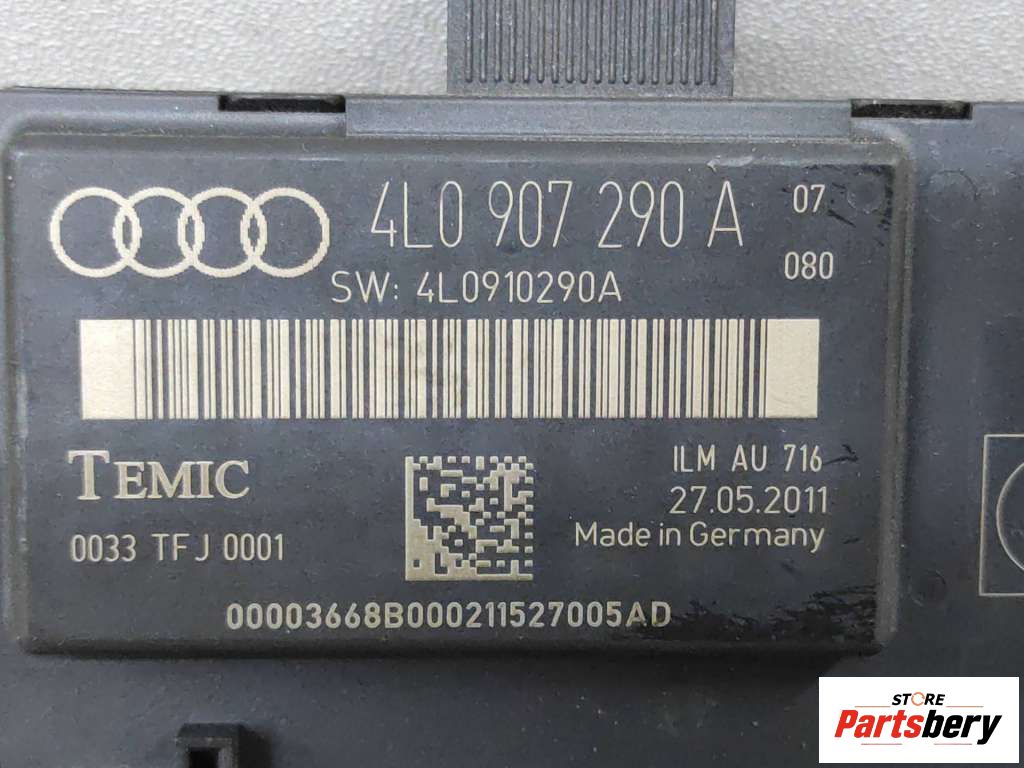 4L0 907 290 A 07
080
SW: 4L0910290A
TEMIC
0033 TFJ 0001
ILM AU 716
27.05.2011
Made in Germany
00003668B000211527005AD
STORE
Partsbery